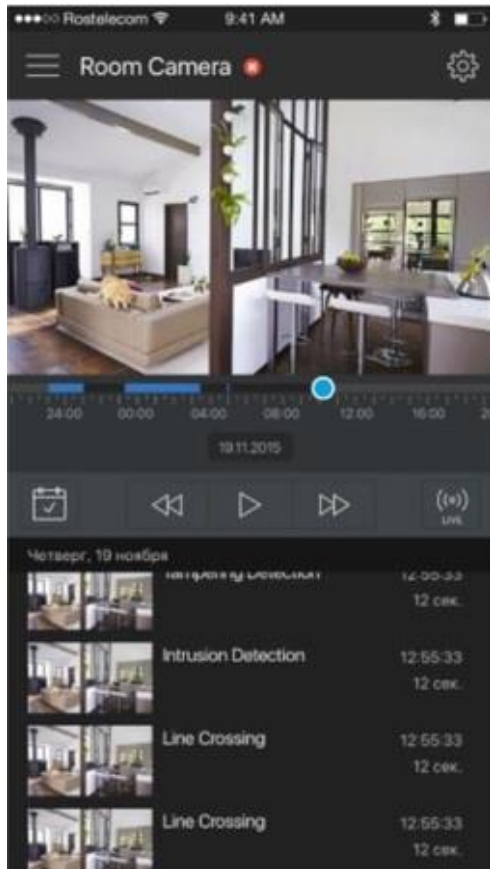 Rostelecom 9:41 AM
Room Camera
24:00 00:00 04:00 08:00 12:00 16:00
19.11.2015
LIVE
Четверг, 19 ноября
Tampering Detection 12:55:33
12 сек.
Intrusion Detection 12:55:33
12 сек.
Line Crossing 12:55:33
12 сек.
Line Crossing 12:55:33
12 сек.